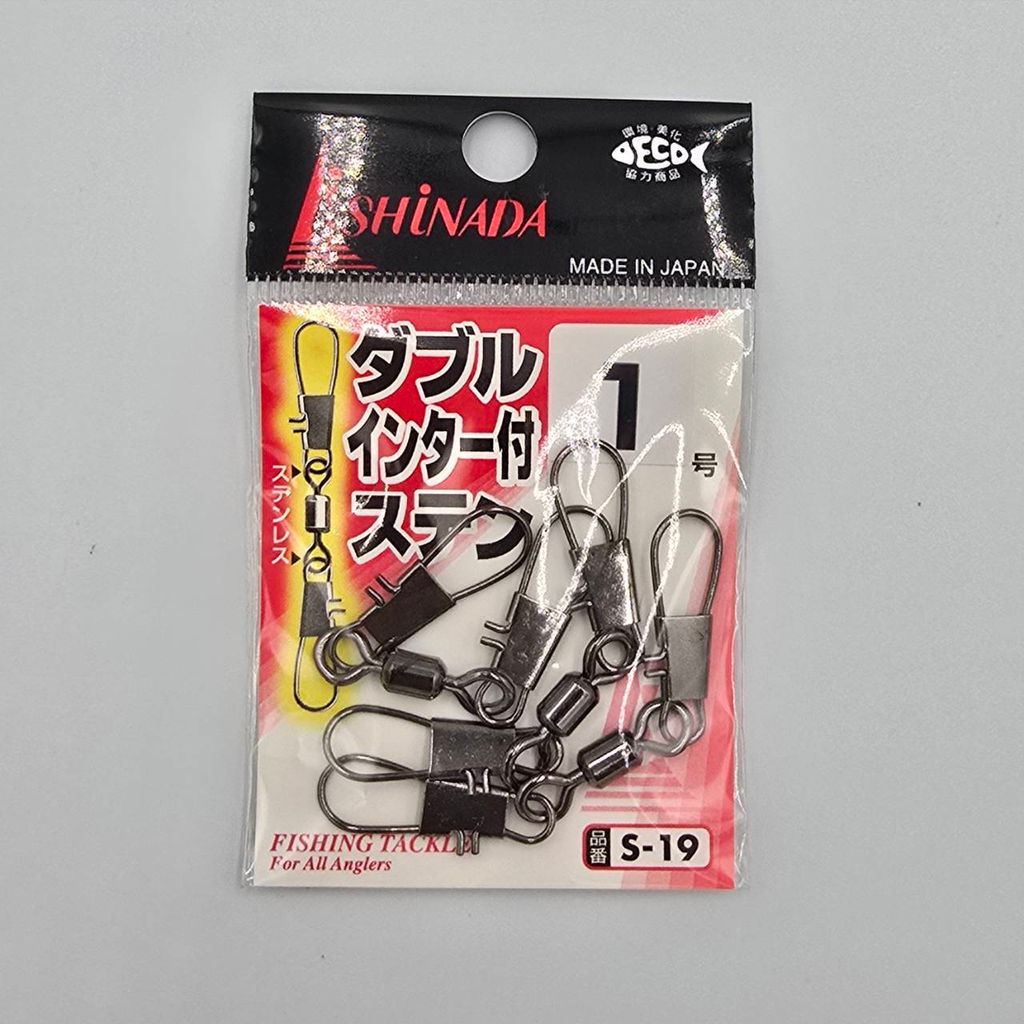 環境・美化
ECO
協力商品
ISHiNADA
MADE IN JAPAN
ダブル
インター付
ステン
1
号
ステンレス
FISHING TACKLE
For All Anglers
品番 S-19